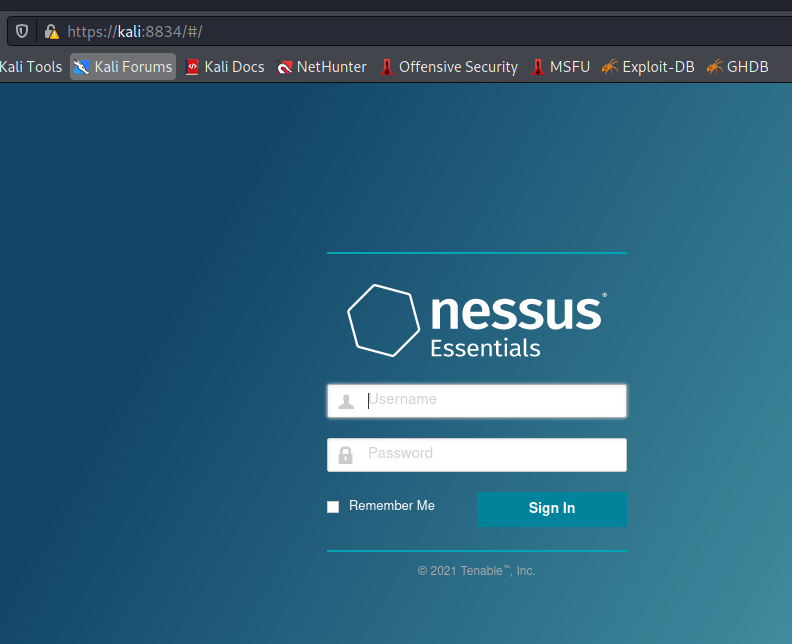 https://kali:8834/#/
Kali Tools Kali Forums Kali Docs NetHunter Offensive Security MSFU Exploit-DB GHDB
nessus®
Essentials
Username
Password
Remember Me Sign In
© 2021 Tenable™, Inc.